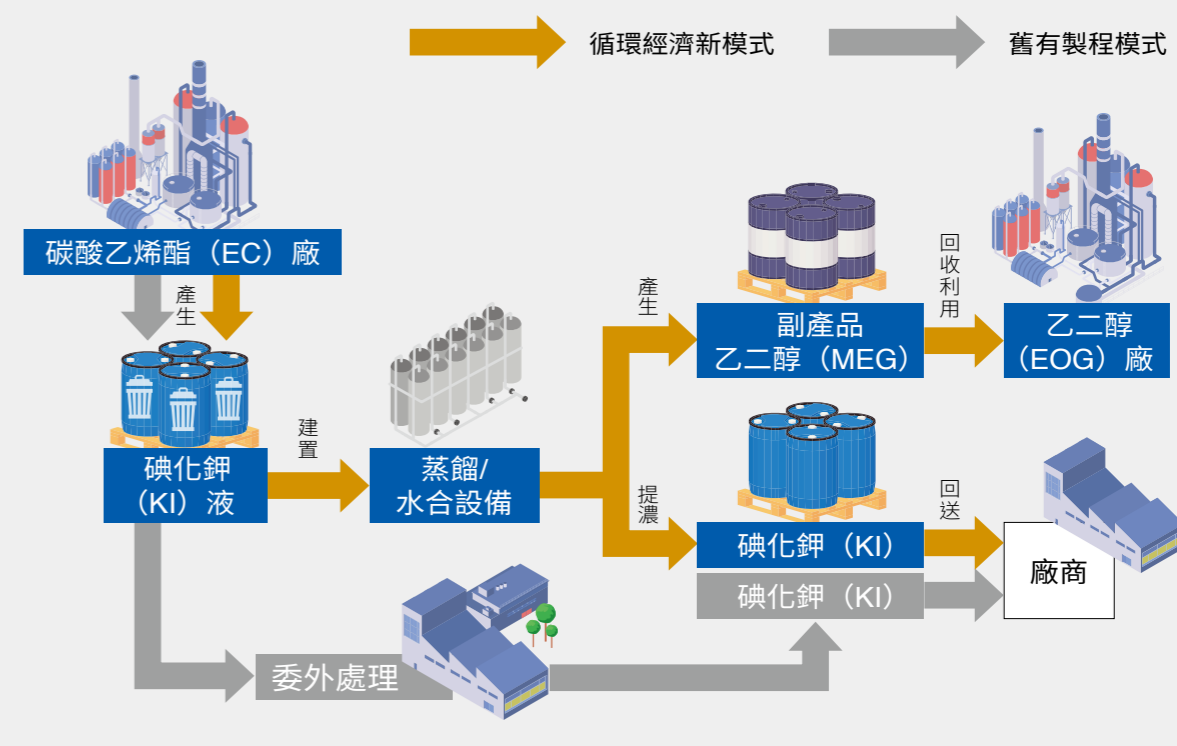 循環經濟新模式
舊有製程模式
碳酸乙烯酯（EC）廠
產生
碘化鉀
（KI）液
建置
蒸餾/
水合設備
產生
副產品
乙二醇（MEG）
回收利用
乙二醇
（EOG）廠
提濃
碘化鉀（KI）
回送
碘化鉀（KI）
廠商
委外處理